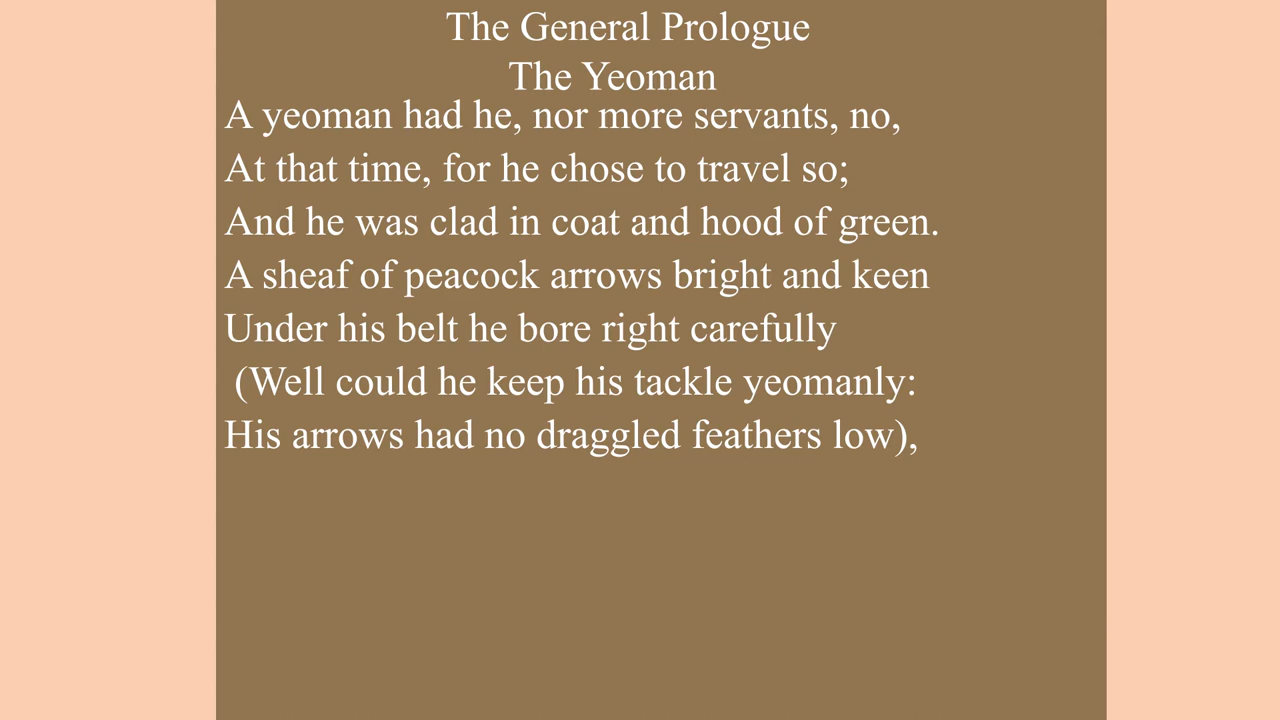 The General Prologue
The Yeoman
A yeoman had he, nor more servants, no,
At that time, for he chose to travel so;
And he was clad in coat and hood of green.
A sheaf of peacock arrows bright and keen
Under his belt he bore right carefully
(Well could he keep his tackle yeomanly:
His arrows had no draggled feathers low),